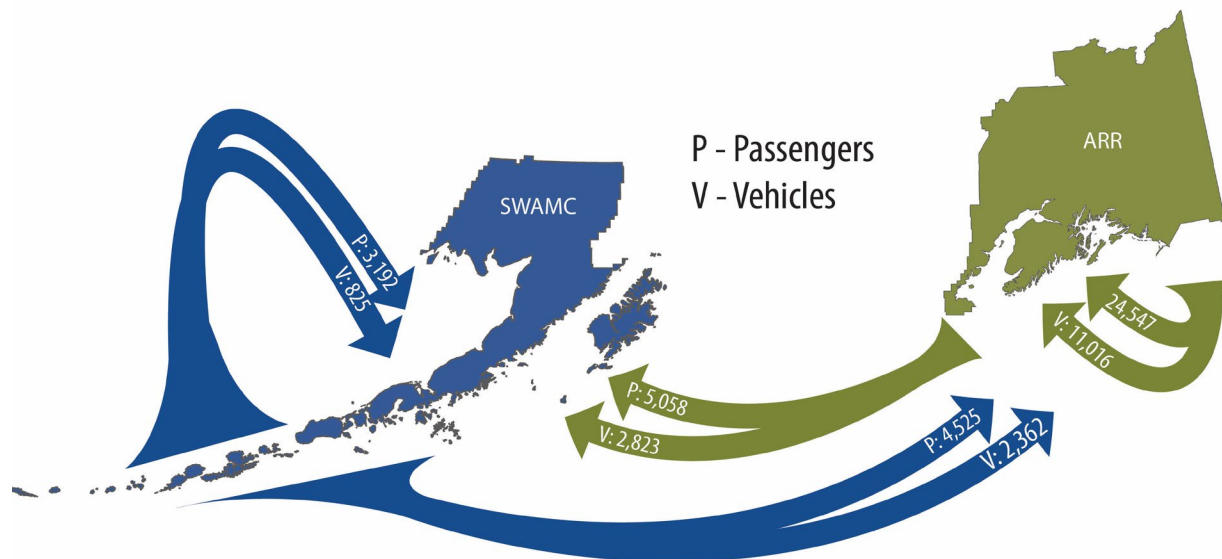 P - Passengers
V - Vehicles
SWAMC
ARR
P: 3,192
V: 825
24,547
V: 11,016
P: 5,058
V: 2,823
P: 4,525
V: 2,362